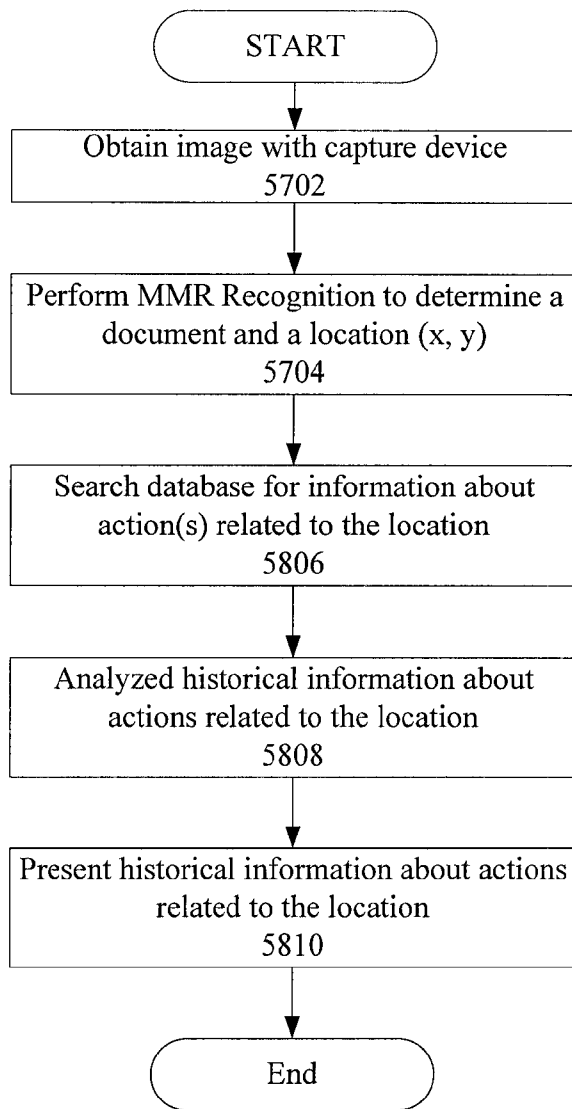 START
Obtain image with capture device
5702
Perform MMR Recognition to determine a
document and a location (x, y)
5704
Search database for information about
action(s) related to the location
5806
Analyzed historical information about
actions related to the location
5808
Present historical information about actions
related to the location
5810
End